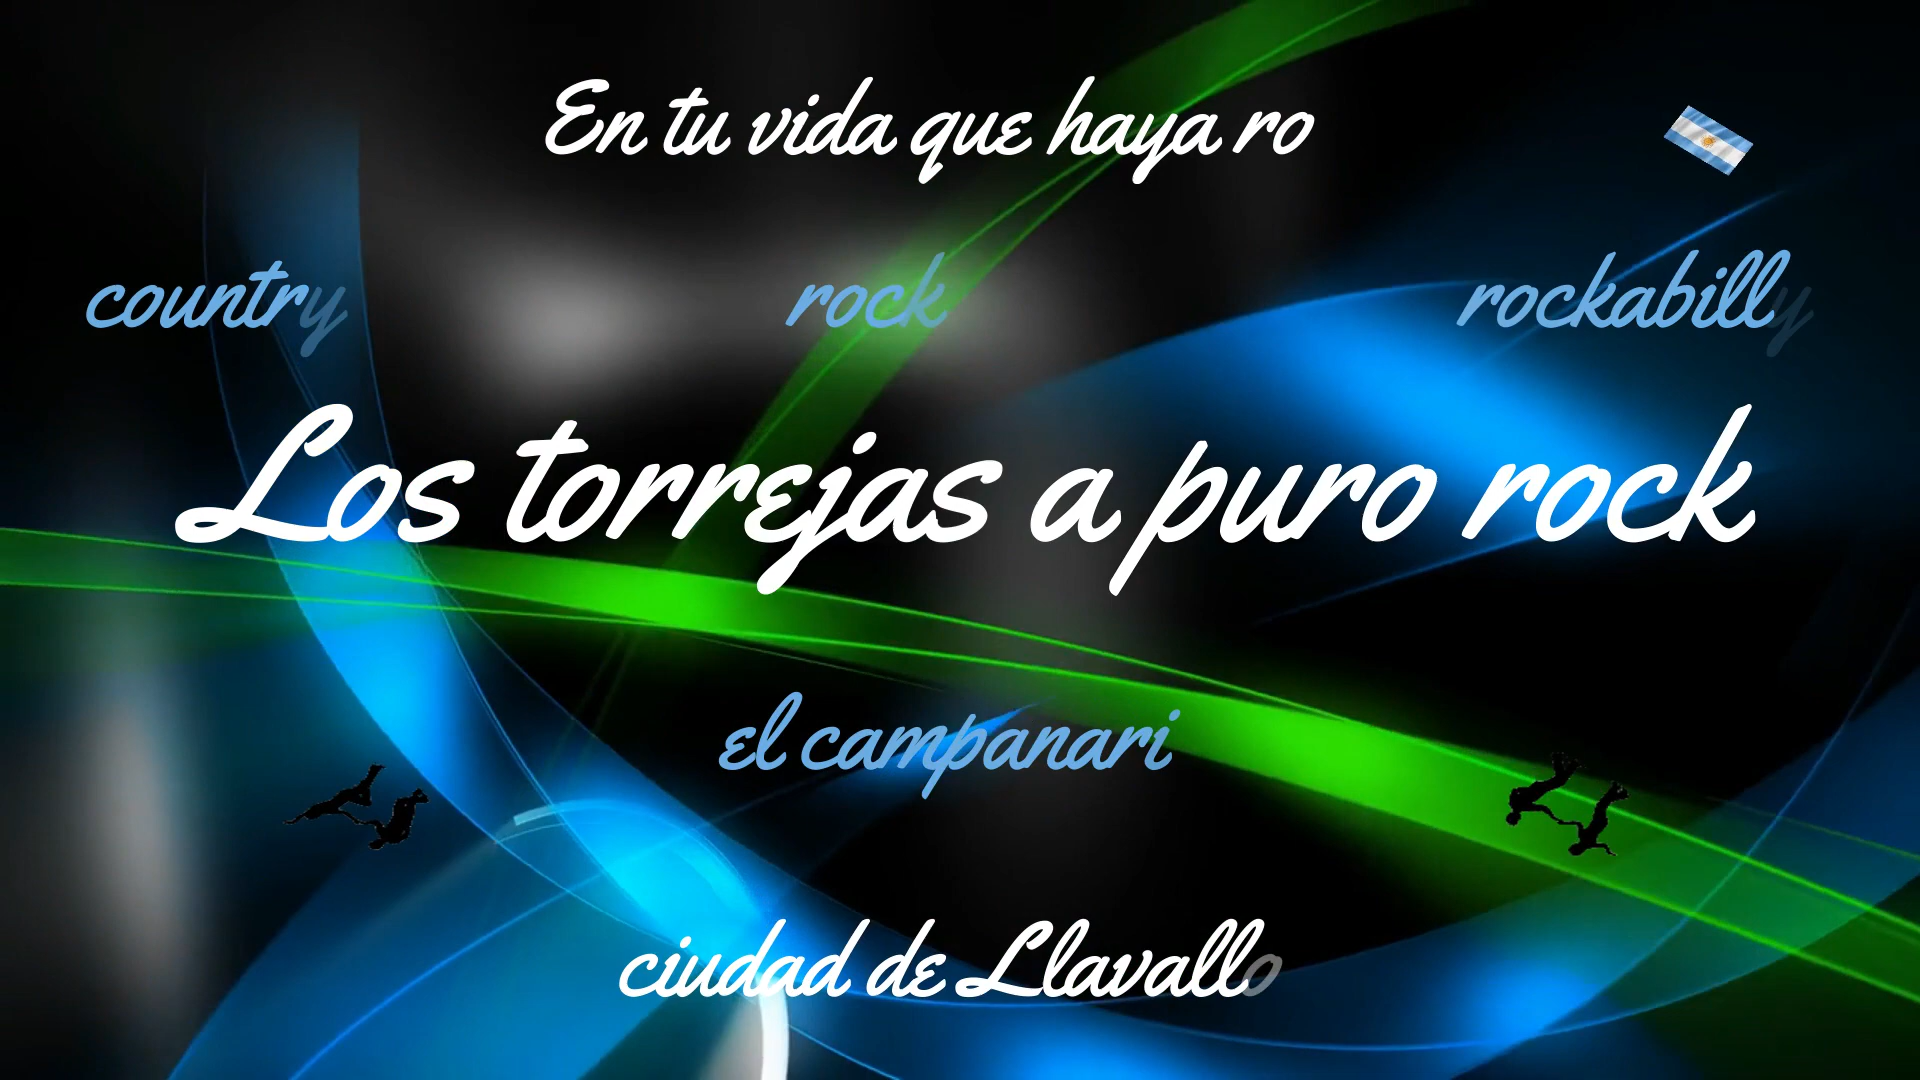 En tu vida que haya ro
country rock rockabilly
Los torrejas a puro rock
el campanari
ciudad de Llavallo